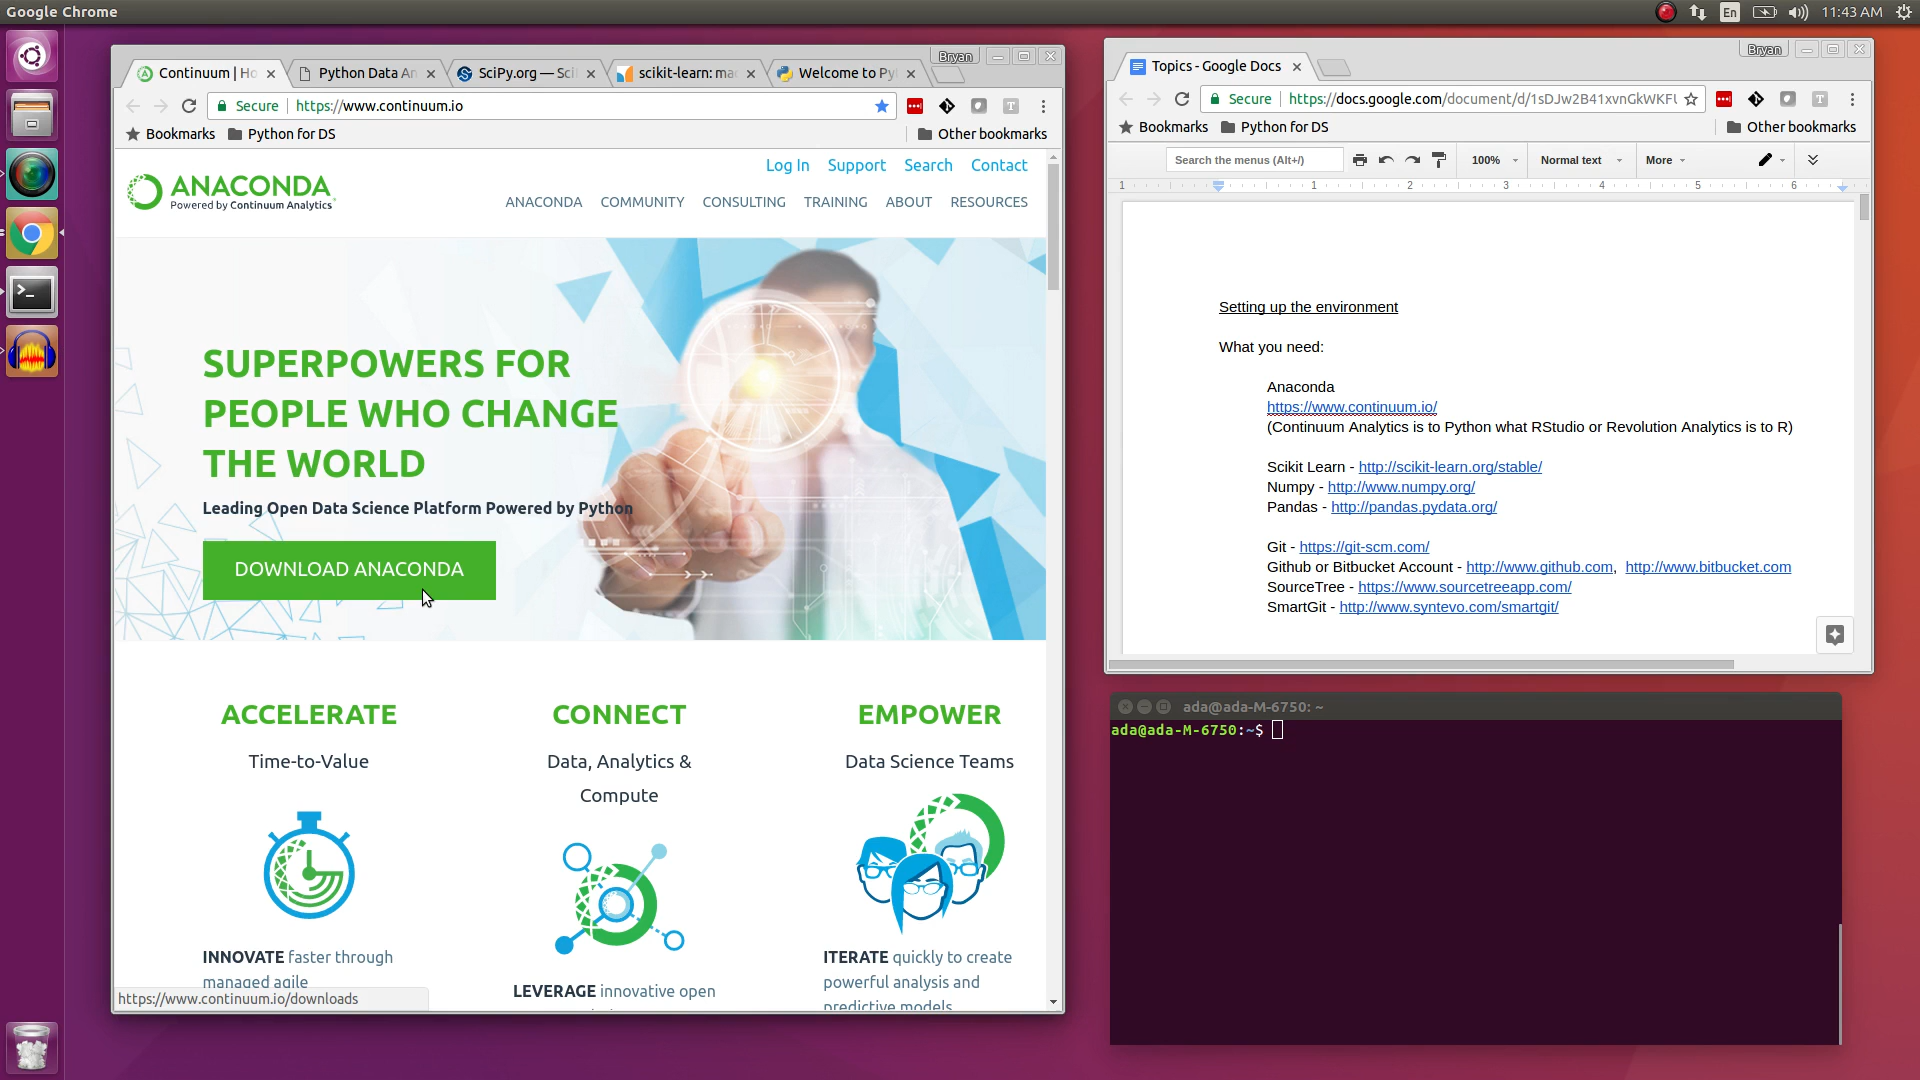 Google Chrome
En
11:43 AM
Bryan
Continuum | Ho
Python Data An
SciPy.org — Sci
scikit-learn: mac
Welcome to Py
Secure
https://www.continuum.io
Bookmarks
Python for DS
Other bookmarks
Log In
Support
Search
Contact
ANACONDA
Powered by Continuum Analytics
ANACONDA
COMMUNITY
CONSULTING
TRAINING
ABOUT
RESOURCES
SUPERPOWERS FOR
PEOPLE WHO CHANGE
THE WORLD
Leading Open Data Science Platform Powered by Python
DOWNLOAD ANACONDA
ACCELERATE
Time-to-Value
INNOVATE faster through
managed agile
CONNECT
Data, Analytics &
Compute
LEVERAGE innovative open
EMPOWER
Data Science Teams
ITERATE quickly to create
powerful analysis and
predictive models
https://www.continuum.io/downloads
Bryan
Topics - Google Docs
Secure
https://docs.google.com/document/d/1sDJw2B41xvnGkWKFU
Bookmarks
Python for DS
Other bookmarks
Search the menus (Alt+/)
100%
Normal text
More
1 1 2 3 4 5 6
Setting up the environment
What you need:
Anaconda
https://www.continuum.io/
(Continuum Analytics is to Python what RStudio or Revolution Analytics is to R)
Scikit Learn - http://scikit-learn.org/stable/
Numpy - http://www.numpy.org/
Pandas - http://pandas.pydata.org/
Git - https://git-scm.com/
Github or Bitbucket Account - http://www.github.com, http://www.bitbucket.com
SourceTree - https://www.sourcetreeapp.com/
SmartGit - http://www.syntevo.com/smartgit/
ada@ada-M-6750: ~
ada@ada-M-6750:~$